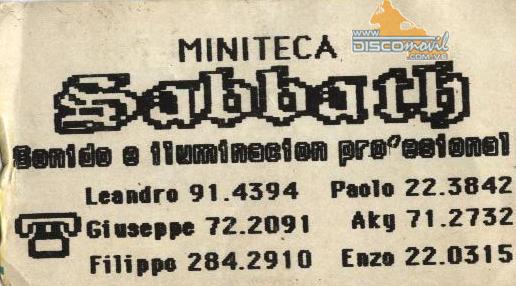 www.
DISCOmovil
.COM.VE
MINITECA
Sabbath
Sonido e iluminacion profesional
Leandro 91.4394 Paolo 22.3842
Giuseppe 72.2091 Aky 71.2732
Filippo 284.2910 Enzo 22.0315